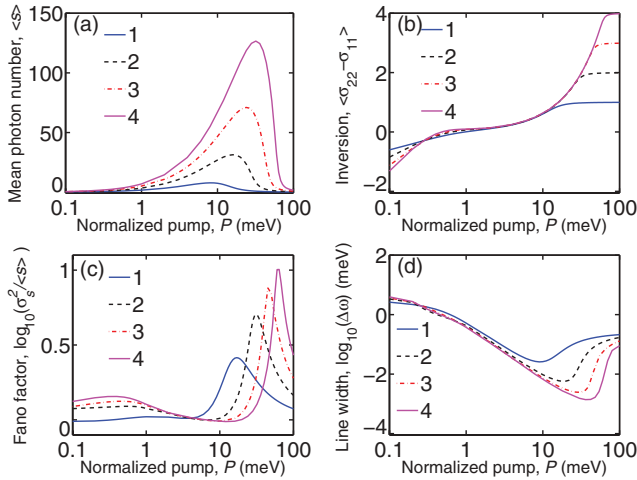 (a)
Mean photon number, <s>
150
100
50
0
1
2
3
4
0.1 1 10 100
Normalized pump, P (meV)
(b)
Inversion, <σ22−σ11>
4
2
0
−2
1
2
3
4
0.1 1 10 100
Normalized pump, P (meV)
(c)
Fano factor, log10(σs²/<s>)
1
0.5
0
1
2
3
4
0.1 1 10 100
Normalized pump, P (meV)
(d)
Line width, log10(Δω) (meV)
2
0
−2
−4
1
2
3
4
0.1 1 10 100
Normalized pump, P (meV)